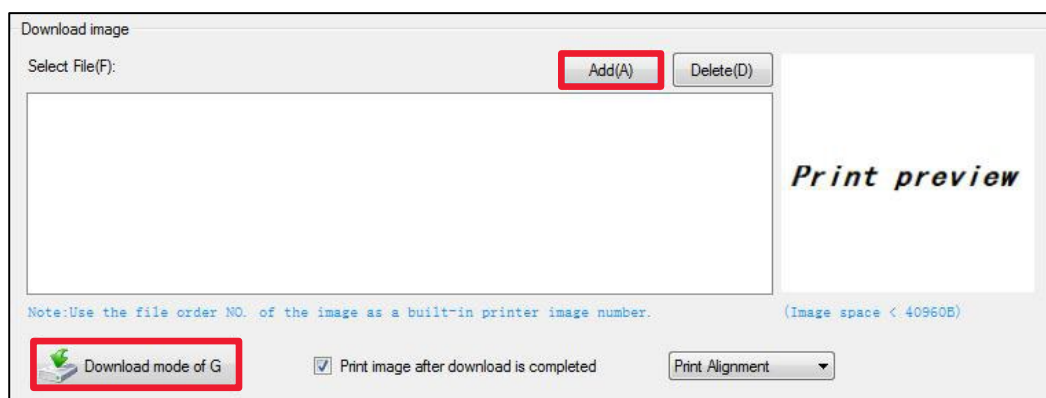 Download image
Select File(F):
Add(A)
Delete(D)
Print preview
Note:Use the file order NO. of the image as a built-in printer image number.
(Image space < 40960B)
Download mode of G
Print image after download is completed
Print Alignment